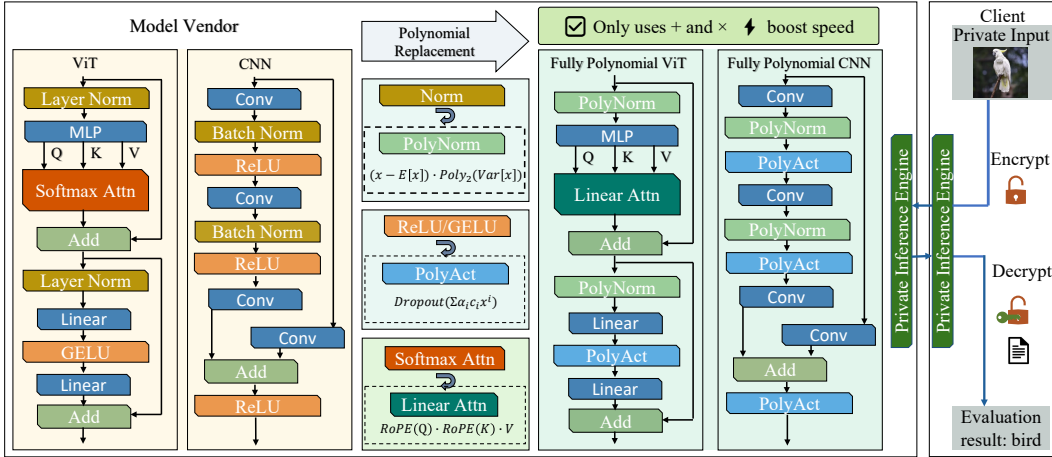 Model Vendor
ViT
Layer Norm
MLP
Q K V
Softmax Attn
Add
Layer Norm
Linear
GELU
Linear
Add
CNN
Conv
Batch Norm
ReLU
Conv
Batch Norm
ReLU
Conv
Conv
Add
ReLU
Polynomial
Replacement
Norm
PolyNorm
(x − E[x]) · Poly₂(Var[x])
ReLU/GELU
PolyAct
Dropout(Σαᵢcᵢxⁱ)
Softmax Attn
Linear Attn
RoPE(Q) · RoPE(K) · V
Only uses + and × boost speed
Fully Polynomial ViT
PolyNorm
MLP
Q K V
Linear Attn
Add
PolyNorm
Linear
PolyAct
Linear
Add
Fully Polynomial CNN
Conv
PolyNorm
PolyAct
Conv
PolyNorm
PolyAct
Conv
Conv
Add
PolyAct
Private Inference Engine
Private Inference Engine
Client
Private Input
Encrypt
Decrypt
Evaluation
result: bird